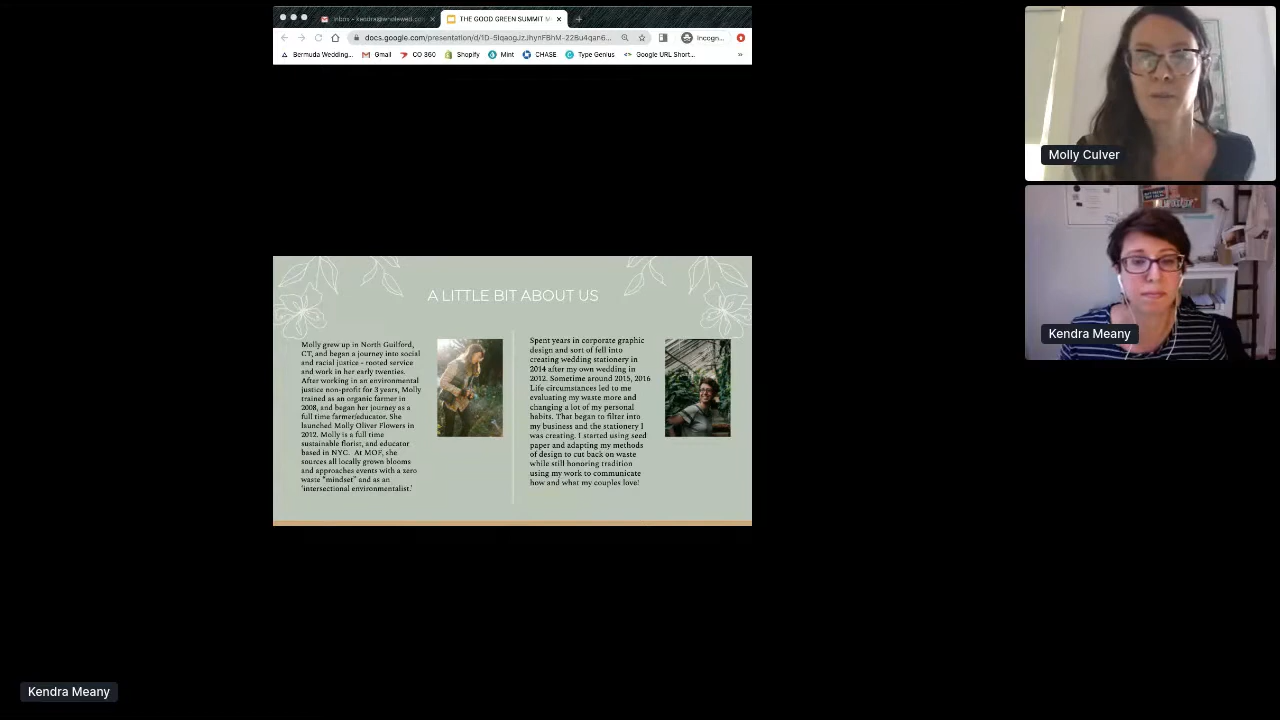 Inbox - kendra@wholewed.co
THE GOOD GREEN SUMMIT M
docs.google.com/presentation/d/
Incogn...
Bermuda Wedding...
Gmail
CO 360
Shopify
Mint
CHASE
Type Genius
<> Google URL Short...
»
A LITTLE BIT ABOUT US
Molly grew up in North Guilford,
CT, and began a journey into social
and racial justice - rooted service
and work in her early twenties.
After working in an environmental
justice non-profit for 3 years, Molly
trained as an organic farmer in
2008, and began her journey as a
full time farmer/educator. She
launched Molly Oliver Flowers in
2012. Molly is a full time
sustainable florist, and educator
based in NYC. At MOF, she
sources all locally grown blooms
and approaches events with a zero
waste "mindset" and as an
'intersectional environmentalist.'
Spent years in corporate graphic
design and sort of fell into
creating wedding stationery in
2014 after my own wedding in
2012. Sometime around 2015, 2016
Life circumstances led to me
evaluating my waste more and
changing a lot of my personal
habits. That began to filter into
my business and the stationery I
was creating. I started using seed
paper and adapting my methods
of design to cut back on waste
while still honoring tradition
using my work to communicate
how and what my couples love!
Molly Culver
Kendra Meany
Kendra Meany